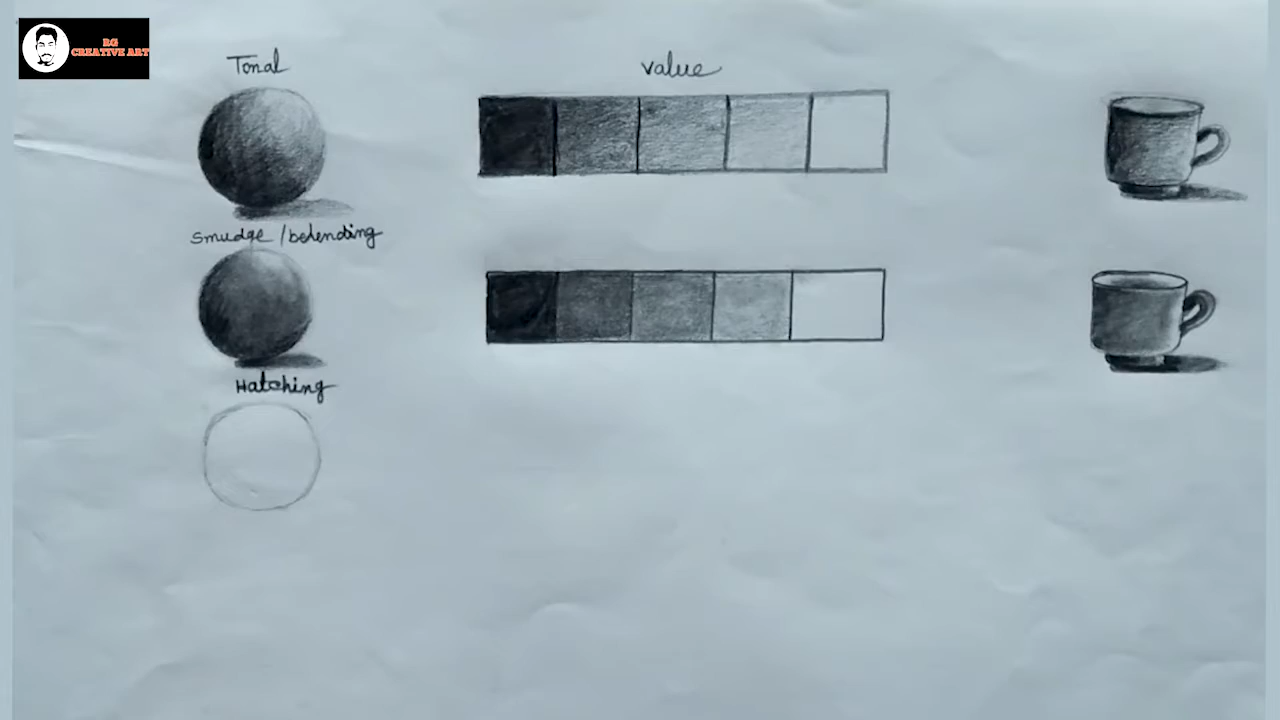 RG
CREATIVE ART
Tonal
value
Smudge /belending
Hatching